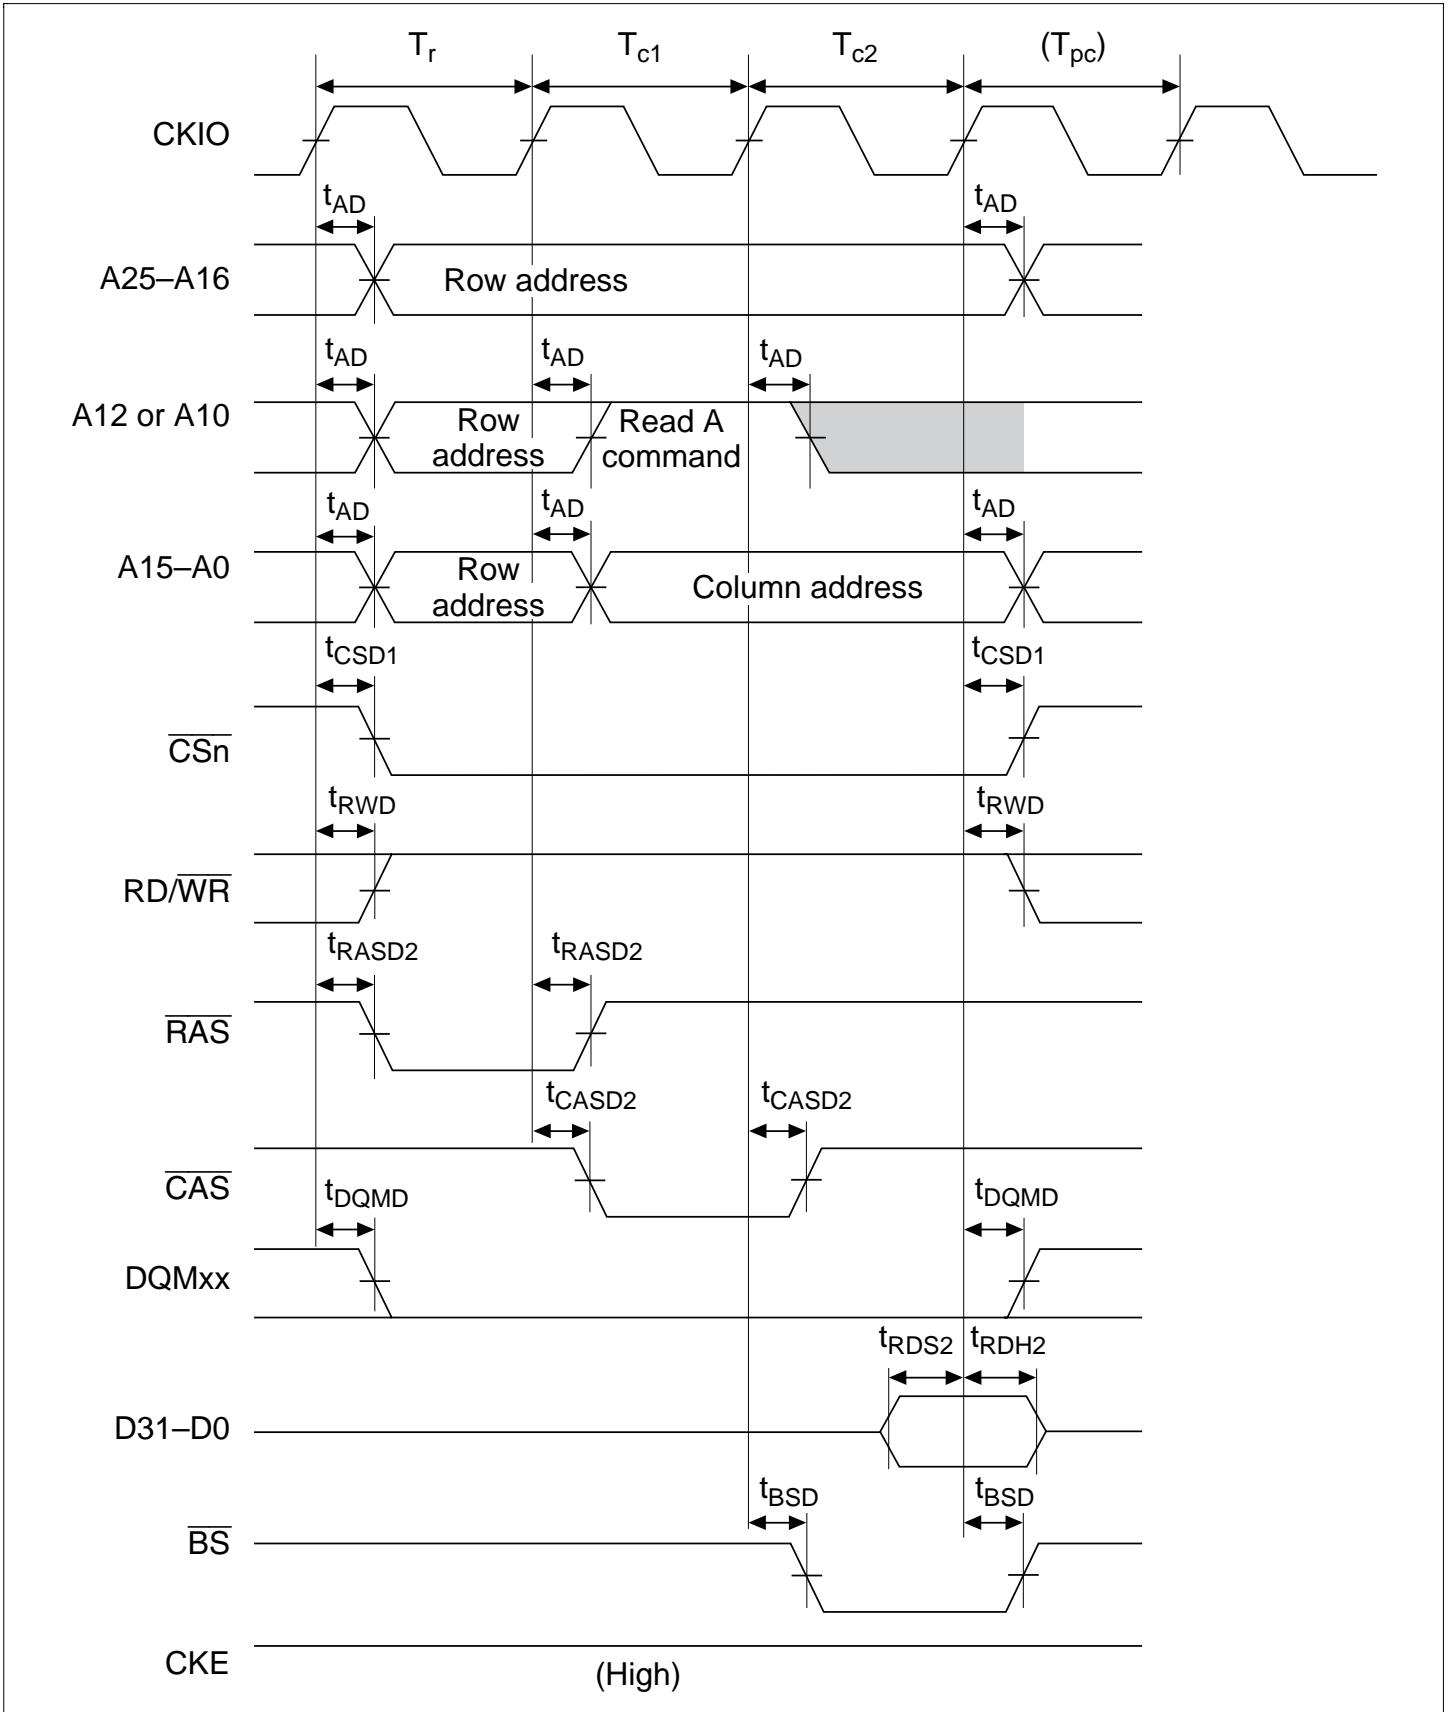 Tr Tc1 Tc2 (Tpc)
CKIO
tAD tAD
A25–A16 Row address
tAD tAD tAD
A12 or A10 Row address Read A command
tAD tAD tAD
A15–A0 Row address Column address
tCSD1 tCSD1
CSn
tRWD tRWD
RD/WR
tRASD2 tRASD2
RAS
tCASD2 tCASD2
CAS
tDQMD tDQMD
DQMxx
tRDS2 tRDH2
D31–D0
tBSD tBSD
BS
CKE (High)